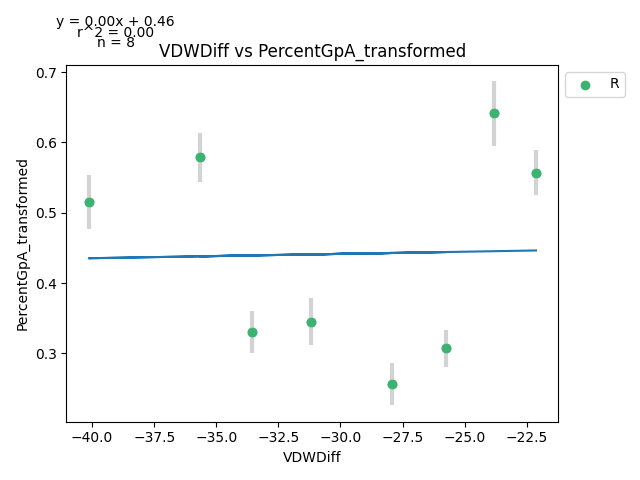 y = 0.00x + 0.46
r^2 = 0.00
n = 8
VDWDiff vs PercentGpA_transformed
R
PercentGpA_transformed
0.7
0.6
0.5
0.4
0.3
−40.0 −37.5 −35.0 −32.5 −30.0 −27.5 −25.0 −22.5
VDWDiff